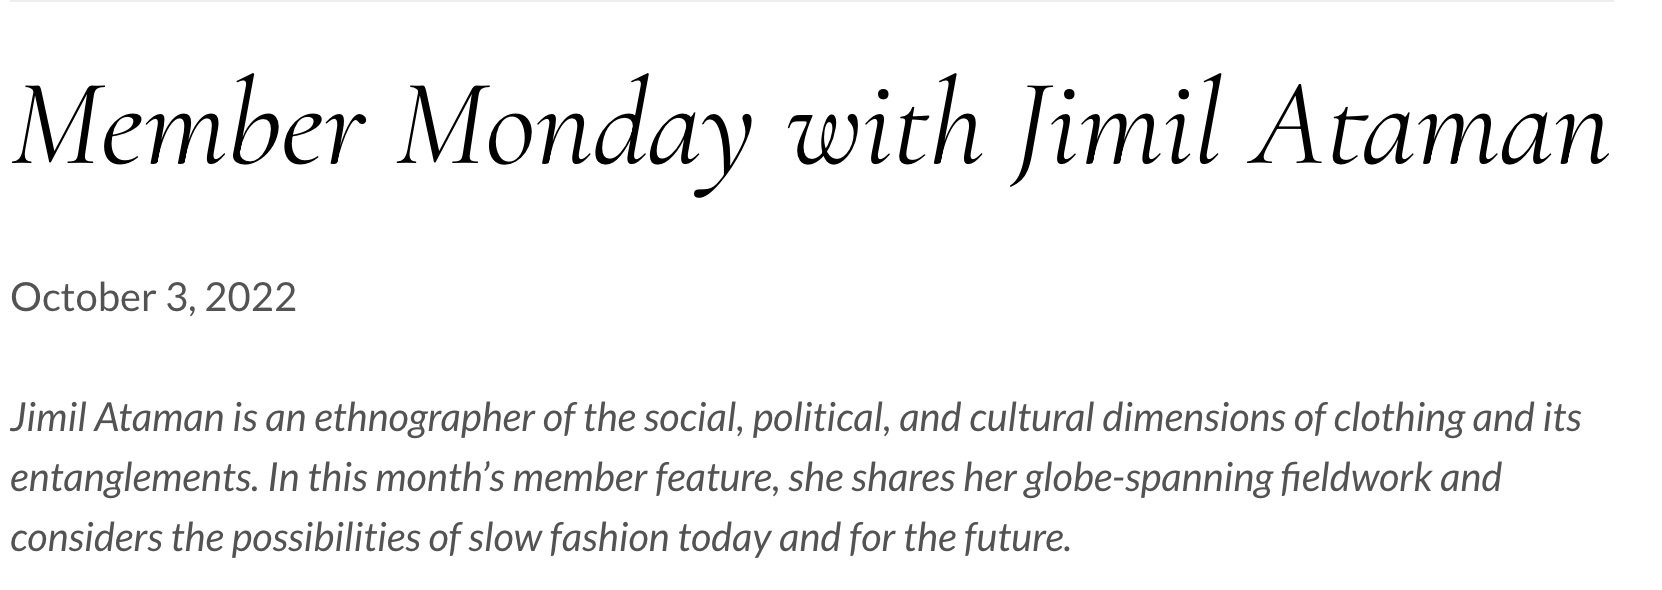 Member Monday with Jimil Ataman
October 3, 2022
Jimil Ataman is an ethnographer of the social, political, and cultural dimensions of clothing and its
entanglements. In this month’s member feature, she shares her globe-spanning fieldwork and
considers the possibilities of slow fashion today and for the future.